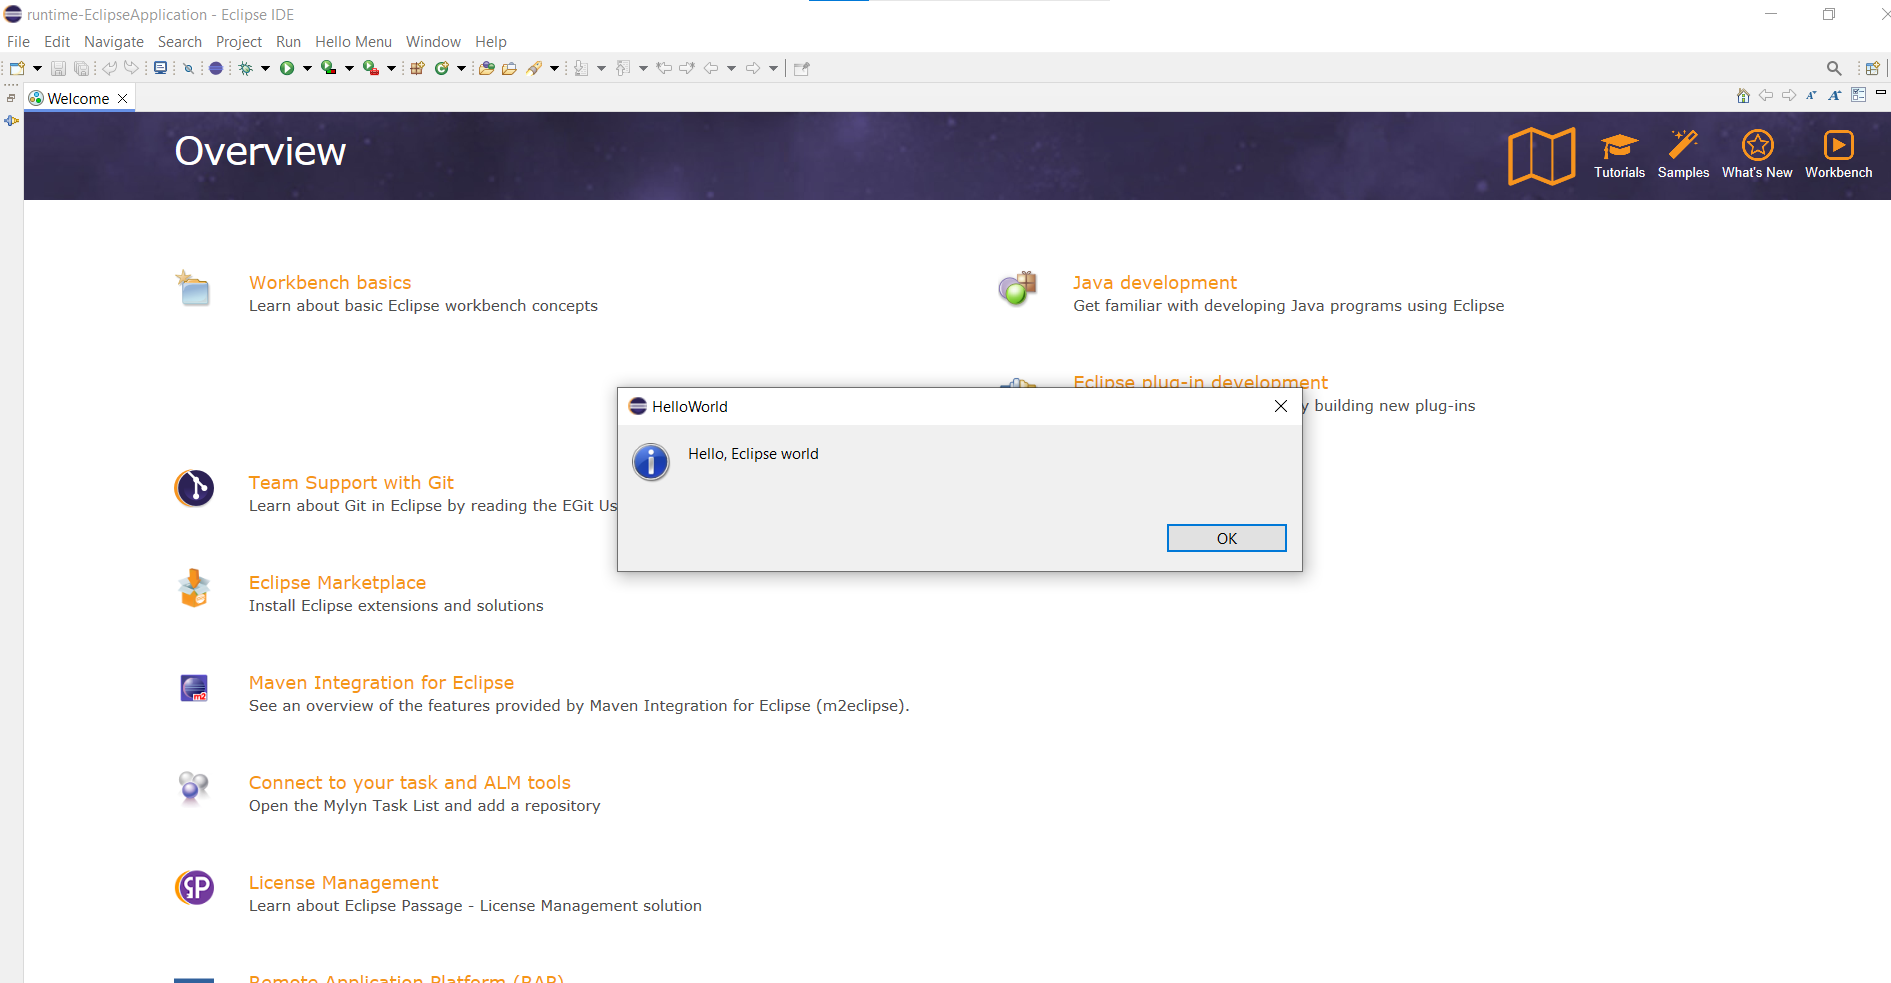 runtime-EclipseApplication - Eclipse IDE
File Edit Navigate Search Project Run Hello Menu Window Help
Welcome
Overview
Tutorials Samples What's New Workbench
Workbench basics
Learn about basic Eclipse workbench concepts
Java development
Get familiar with developing Java programs using Eclipse
Eclipse plug-in development
building new plug-ins
HelloWorld
Hello, Eclipse world
OK
Team Support with Git
Learn about Git in Eclipse by reading the EGit Us
Eclipse Marketplace
Install Eclipse extensions and solutions
Maven Integration for Eclipse
See an overview of the features provided by Maven Integration for Eclipse (m2eclipse).
Connect to your task and ALM tools
Open the Mylyn Task List and add a repository
License Management
Learn about Eclipse Passage - License Management solution
Remote Application Platform (RAP)